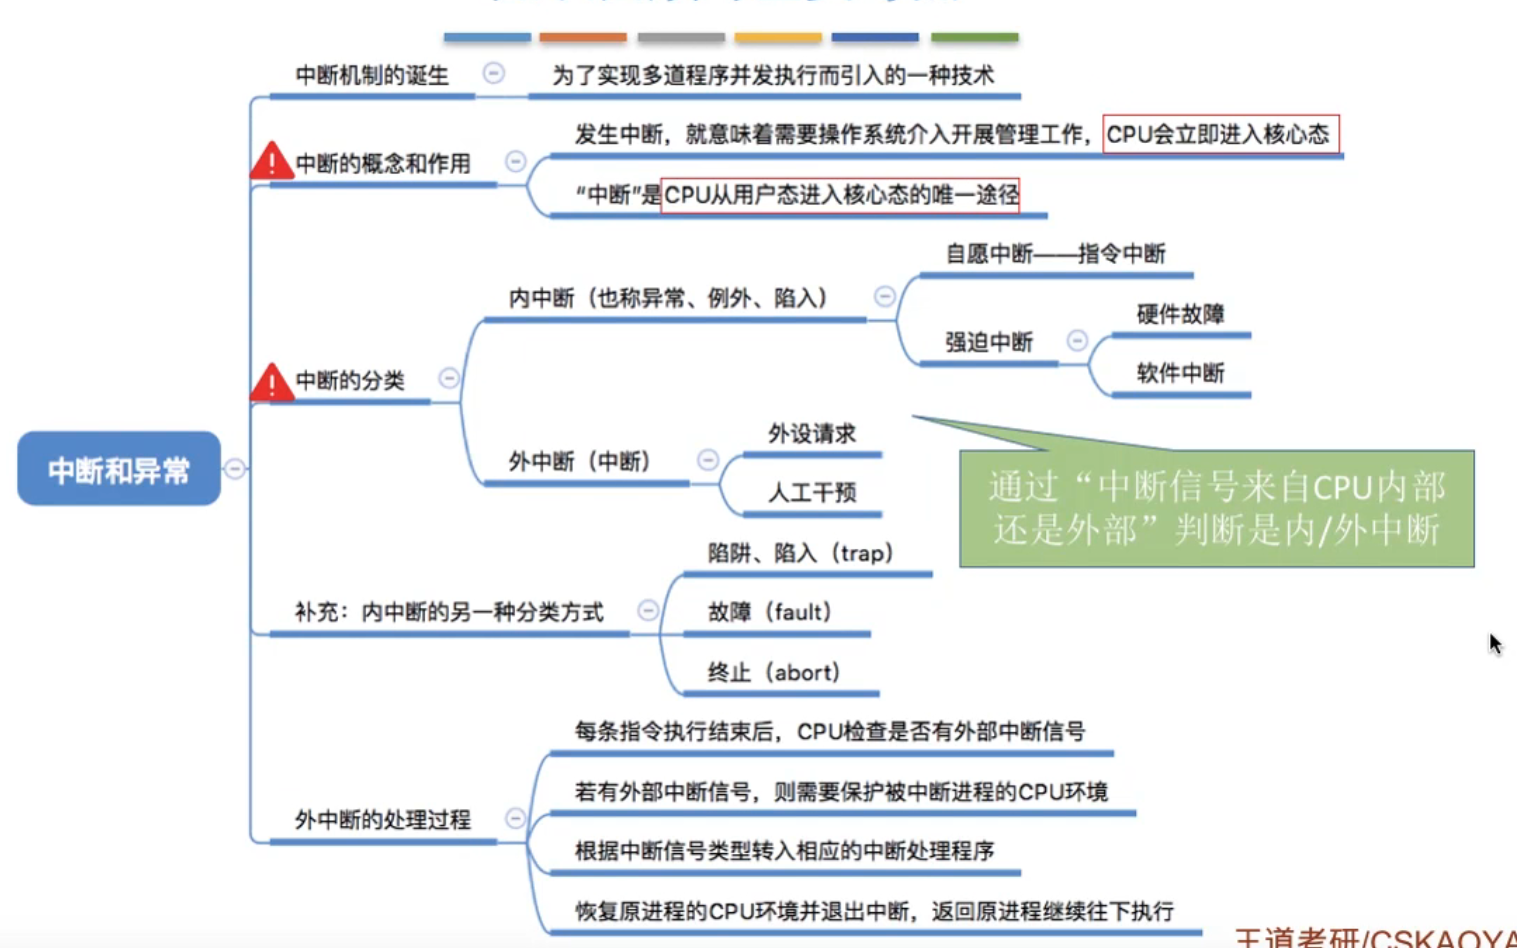 中断机制的诞生
为了实现多道程序并发执行而引入的一种技术
发生中断，就意味着需要操作系统介入开展管理工作，CPU会立即进入核心态
中断的概念和作用
“中断”是CPU从用户态进入核心态的唯一途径
自愿中断——指令中断
内中断（也称异常、例外、陷入）
硬件故障
强迫中断
软件中断
中断的分类
外设请求
外中断（中断）
人工干预
中断和异常
通过“中断信号来自CPU内部
还是外部”判断是内/外中断
陷阱、陷入（trap）
补充：内中断的另一种分类方式
故障（fault）
终止（abort）
每条指令执行结束后，CPU检查是否有外部中断信号
若有外部中断信号，则需要保护被中断进程的CPU环境
外中断的处理过程
根据中断信号类型转入相应的中断处理程序
恢复原进程的CPU环境并退出中断，返回原进程继续往下执行
王道考研/CSKAOYA